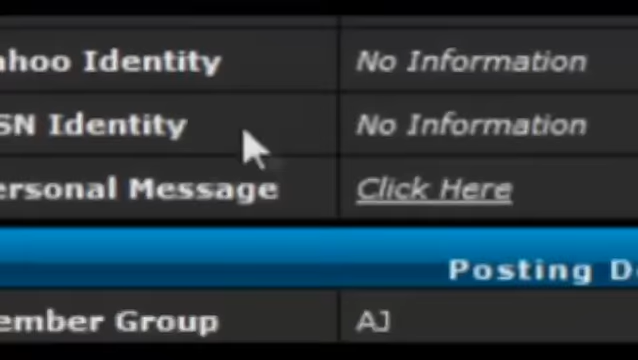 ahoo Identity No Information
SN Identity No Information
ersonal Message Click Here
Posting D
ember Group AJ